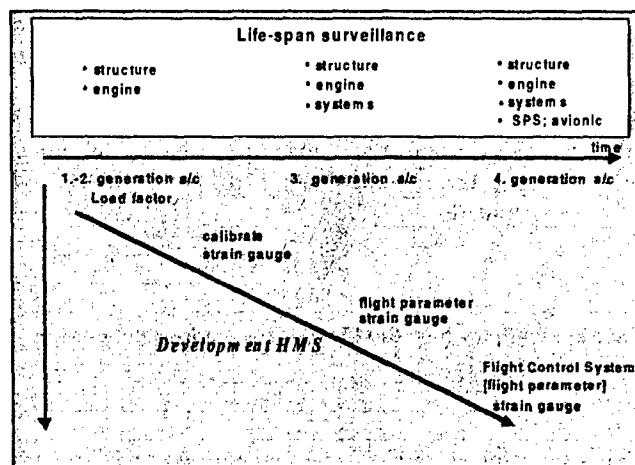 Life-span surveillance
• structure
• engine
• structure
• engine
• systems
• structure
• engine
• systems
• SPS; avionic
time
1.-2. generation a/c
3. generation a/c
4. generation a/c
Load factor
calibrate
strain gauge
flight parameter
strain gauge
Development HMS
Flight Control System
[flight parameter]
strain gauge